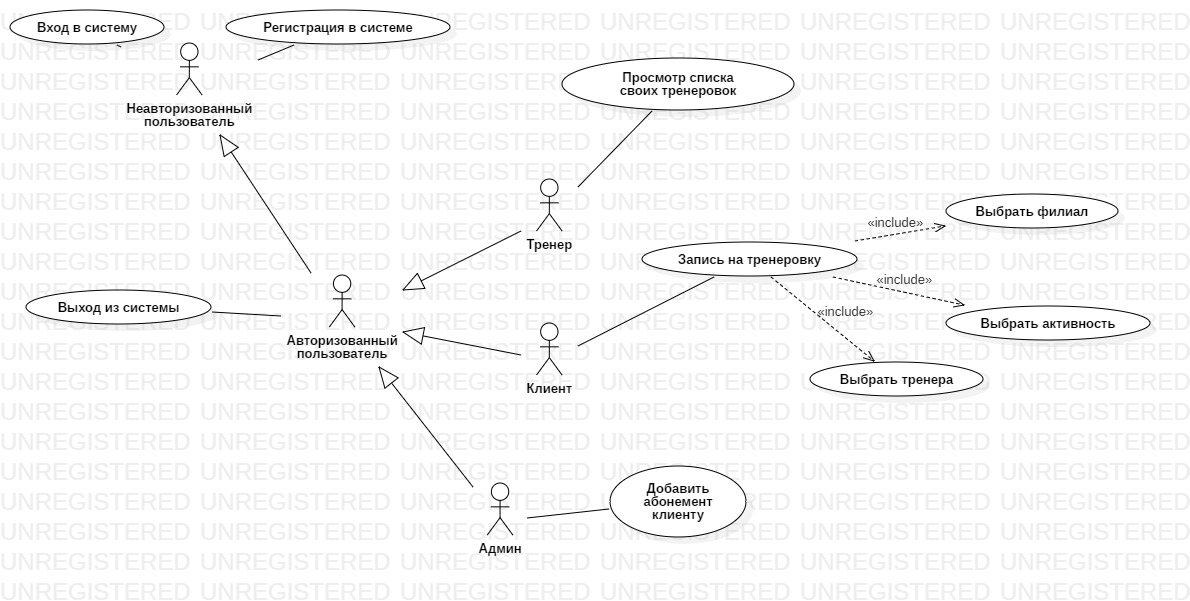 Вход в систему
Регистрация в системе
Неавторизованный
пользователь
Просмотр списка
своих тренеровок
Тренер
Выбрать филиал
«include»
Запись на тренеровку
«include»
Выход из системы
Авторизованный
пользователь
«include»
Выбрать активность
Клиент
Выбрать тренера
Добавить
абонемент
клиенту
Админ
UNREGISTERED UNREGISTERED UNREGISTERED UNREGISTERED UNREGISTERED UNREGISTERED